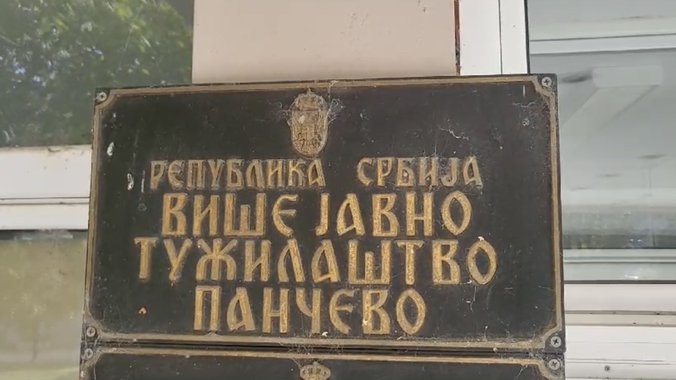 РЕПУБЛИКА СРБИЈА
ВИШЕ ЈАВНО
ТУЖИЛАШТВО
ПАНЧЕВО